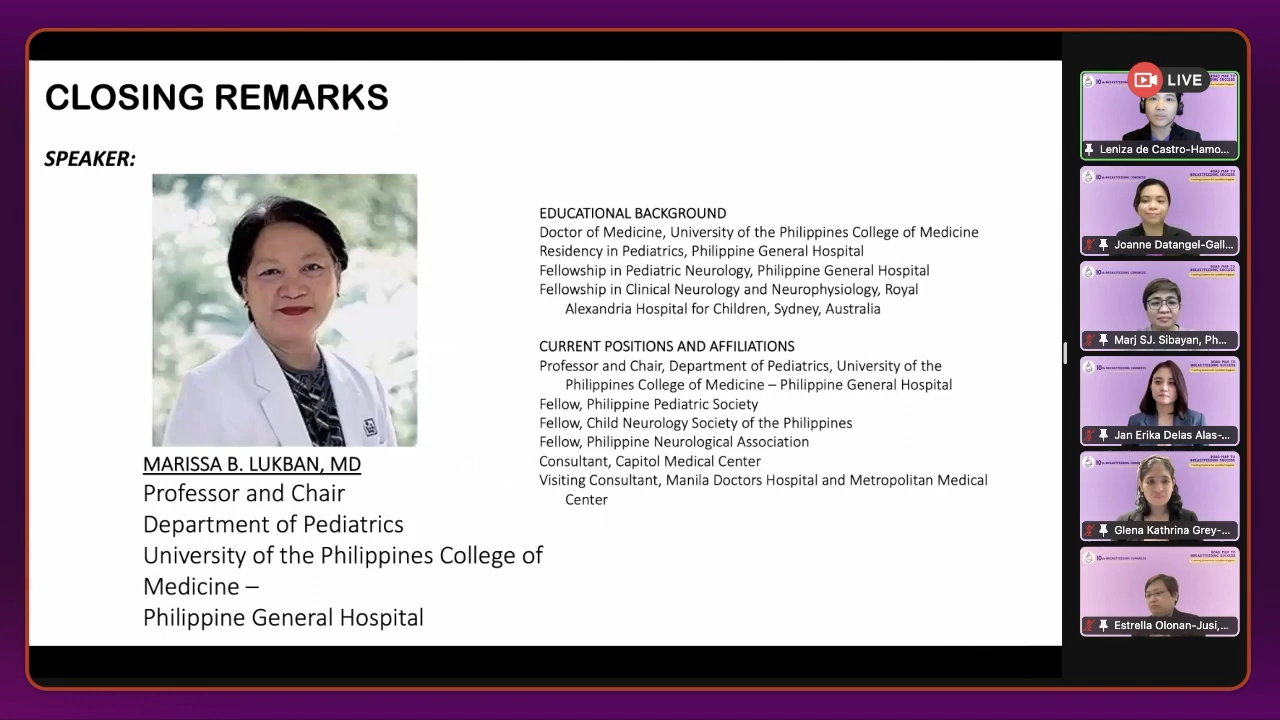 CLOSING REMARKS
SPEAKER:
MARISSA B. LUKBAN, MD
Professor and Chair
Department of Pediatrics
University of the Philippines College of
Medicine –
Philippine General Hospital
EDUCATIONAL BACKGROUND
Doctor of Medicine, University of the Philippines College of Medicine
Residency in Pediatrics, Philippine General Hospital
Fellowship in Pediatric Neurology, Philippine General Hospital
Fellowship in Clinical Neurology and Neurophysiology, Royal
Alexandria Hospital for Children, Sydney, Australia
CURRENT POSITIONS AND AFFILIATIONS
Professor and Chair, Department of Pediatrics, University of the
Philippines College of Medicine – Philippine General Hospital
Fellow, Philippine Pediatric Society
Fellow, Child Neurology Society of the Philippines
Fellow, Philippine Neurological Association
Consultant, Capitol Medical Center
Visiting Consultant, Manila Doctors Hospital and Metropolitan Medical
Center
LIVE
Leniza de Castro-Hamo...
Joanne Datangel-Gall...
Marj SJ. Sibayan, Ph...
Jan Erika Delas Alas-...
Glena Kathrina Grey-...
Estrella Olonan-Jusi,...
ROAD MAP TO
BREASTFEEDING SUCCESS